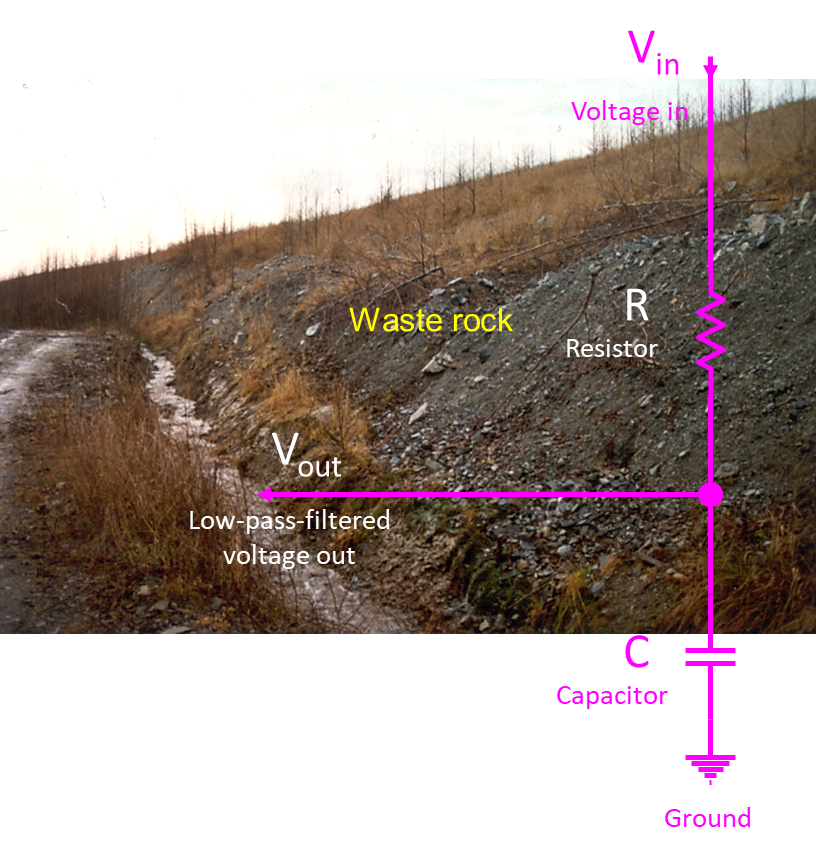 Vin
Voltage in
Waste rock
R
Resistor
Vout
Low-pass-filtered
voltage out
C
Capacitor
Ground